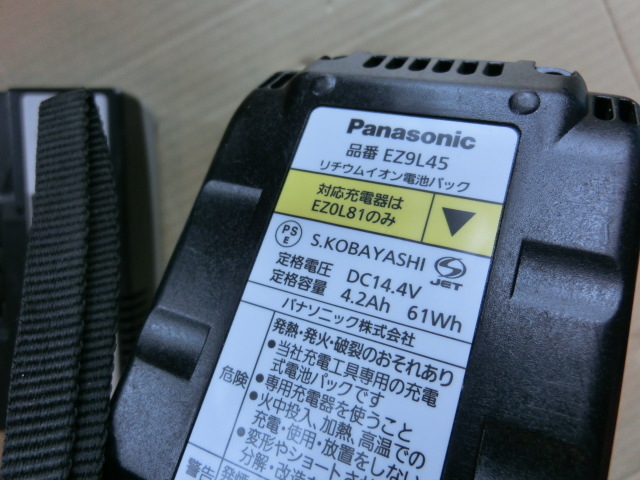 Panasonic
品番 EZ9L45
リチウムイオン電池パック
対応充電器は
EZ0L81のみ
PS
E
S.KOBAYASHI
S
JET
定格電圧 DC14.4V
定格容量 4.2Ah 61Wh
パナソニック株式会社
危険
発熱・発火・破裂のおそれあり
●当社充電工具専用の充電
式電池パックです
●専用充電器を使うこと
●火中投入、加熱、高温での
充電・使用・放置をしない
●変形やショートさせ
分解・改造
警告
発煙